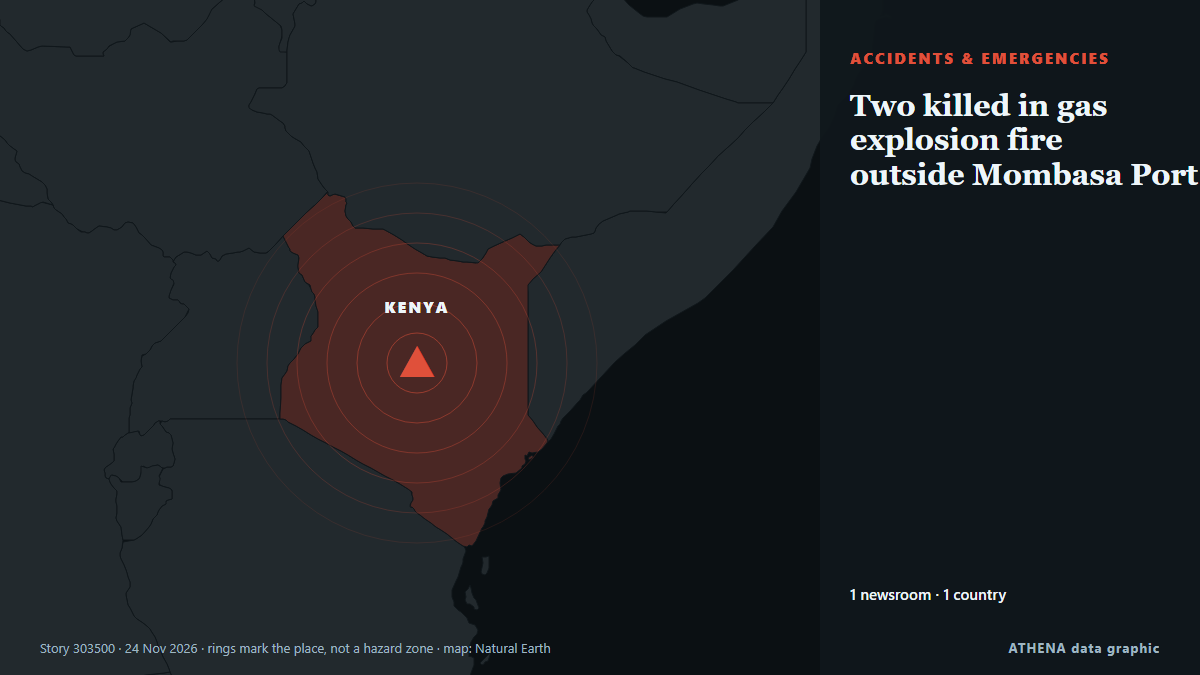 ACCIDENTS & EMERGENCIES
Two killed in gas
explosion fire
outside Mombasa Port
KENYA
1 newsroom · 1 country
Story 303500 · 24 Nov 2026 · rings mark the place, not a hazard zone · map: Natural Earth
ATHENA data graphic